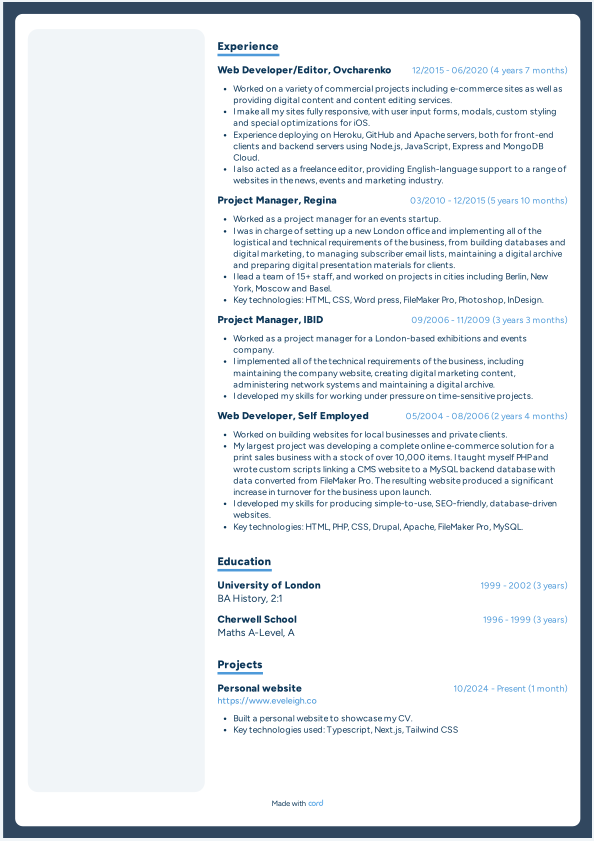 Experience
Web Developer/Editor, Ovcharenko 12/2015 - 06/2020 (4 years 7 months)
• Worked on a variety of commercial projects including e-commerce sites as well as
providing digital content and content editing services.
• I make all my sites fully responsive, with user input forms, modals, custom styling
and special optimizations for iOS.
• Experience deploying on Heroku, GitHub and Apache servers, both for front-end
clients and backend servers using Node.js, JavaScript, Express and MongoDB
Cloud.
• I also acted as a freelance editor, providing English-language support to a range of
websites in the news, events and marketing industry.
Project Manager, Regina 03/2010 - 12/2015 (5 years 10 months)
• Worked as a project manager for an events startup.
• I was in charge of setting up a new London office and implementing all of the
logistical and technical requirements of the business, from building databases and
digital marketing, to managing subscriber email lists, maintaining a digital archive
and preparing digital presentation materials for clients.
• I lead a team of 15+ staff, and worked on projects in cities including Berlin, New
York, Moscow and Basel.
• Key technologies: HTML, CSS, Word press, FileMaker Pro, Photoshop, InDesign.
Project Manager, IBID 09/2006 - 11/2009 (3 years 3 months)
• Worked as a project manager for a London-based exhibitions and events
company.
• I implemented all of the technical requirements of the business, including
maintaining the company website, creating digital marketing content,
administering network systems and maintaining a digital archive.
• I developed my skills for working under pressure on time-sensitive projects.
Web Developer, Self Employed 05/2004 - 08/2006 (2 years 4 months)
• Worked on building websites for local businesses and private clients.
• My largest project was developing a complete online e-commerce solution for a
print sales business with a stock of over 10,000 items. I taught myself PHP and
wrote custom scripts linking a CMS website to a MySQL backend database with
data converted from FileMaker Pro. The resulting website produced a significant
increase in turnover for the business upon launch.
• I developed my skills for producing simple-to-use, SEO-friendly, database-driven
websites.
• Key technologies: HTML, PHP, CSS, Drupal, Apache, FileMaker Pro, MySQL.
Education
University of London 1999 - 2002 (3 years)
BA History, 2:1
Cherwell School 1996 - 1999 (3 years)
Maths A-Level, A
Projects
Personal website 10/2024 - Present (1 month)
https://www.eveleigh.co
• Built a personal website to showcase my CV.
• Key technologies used: Typescript, Next.js, Tailwind CSS
Made with cord